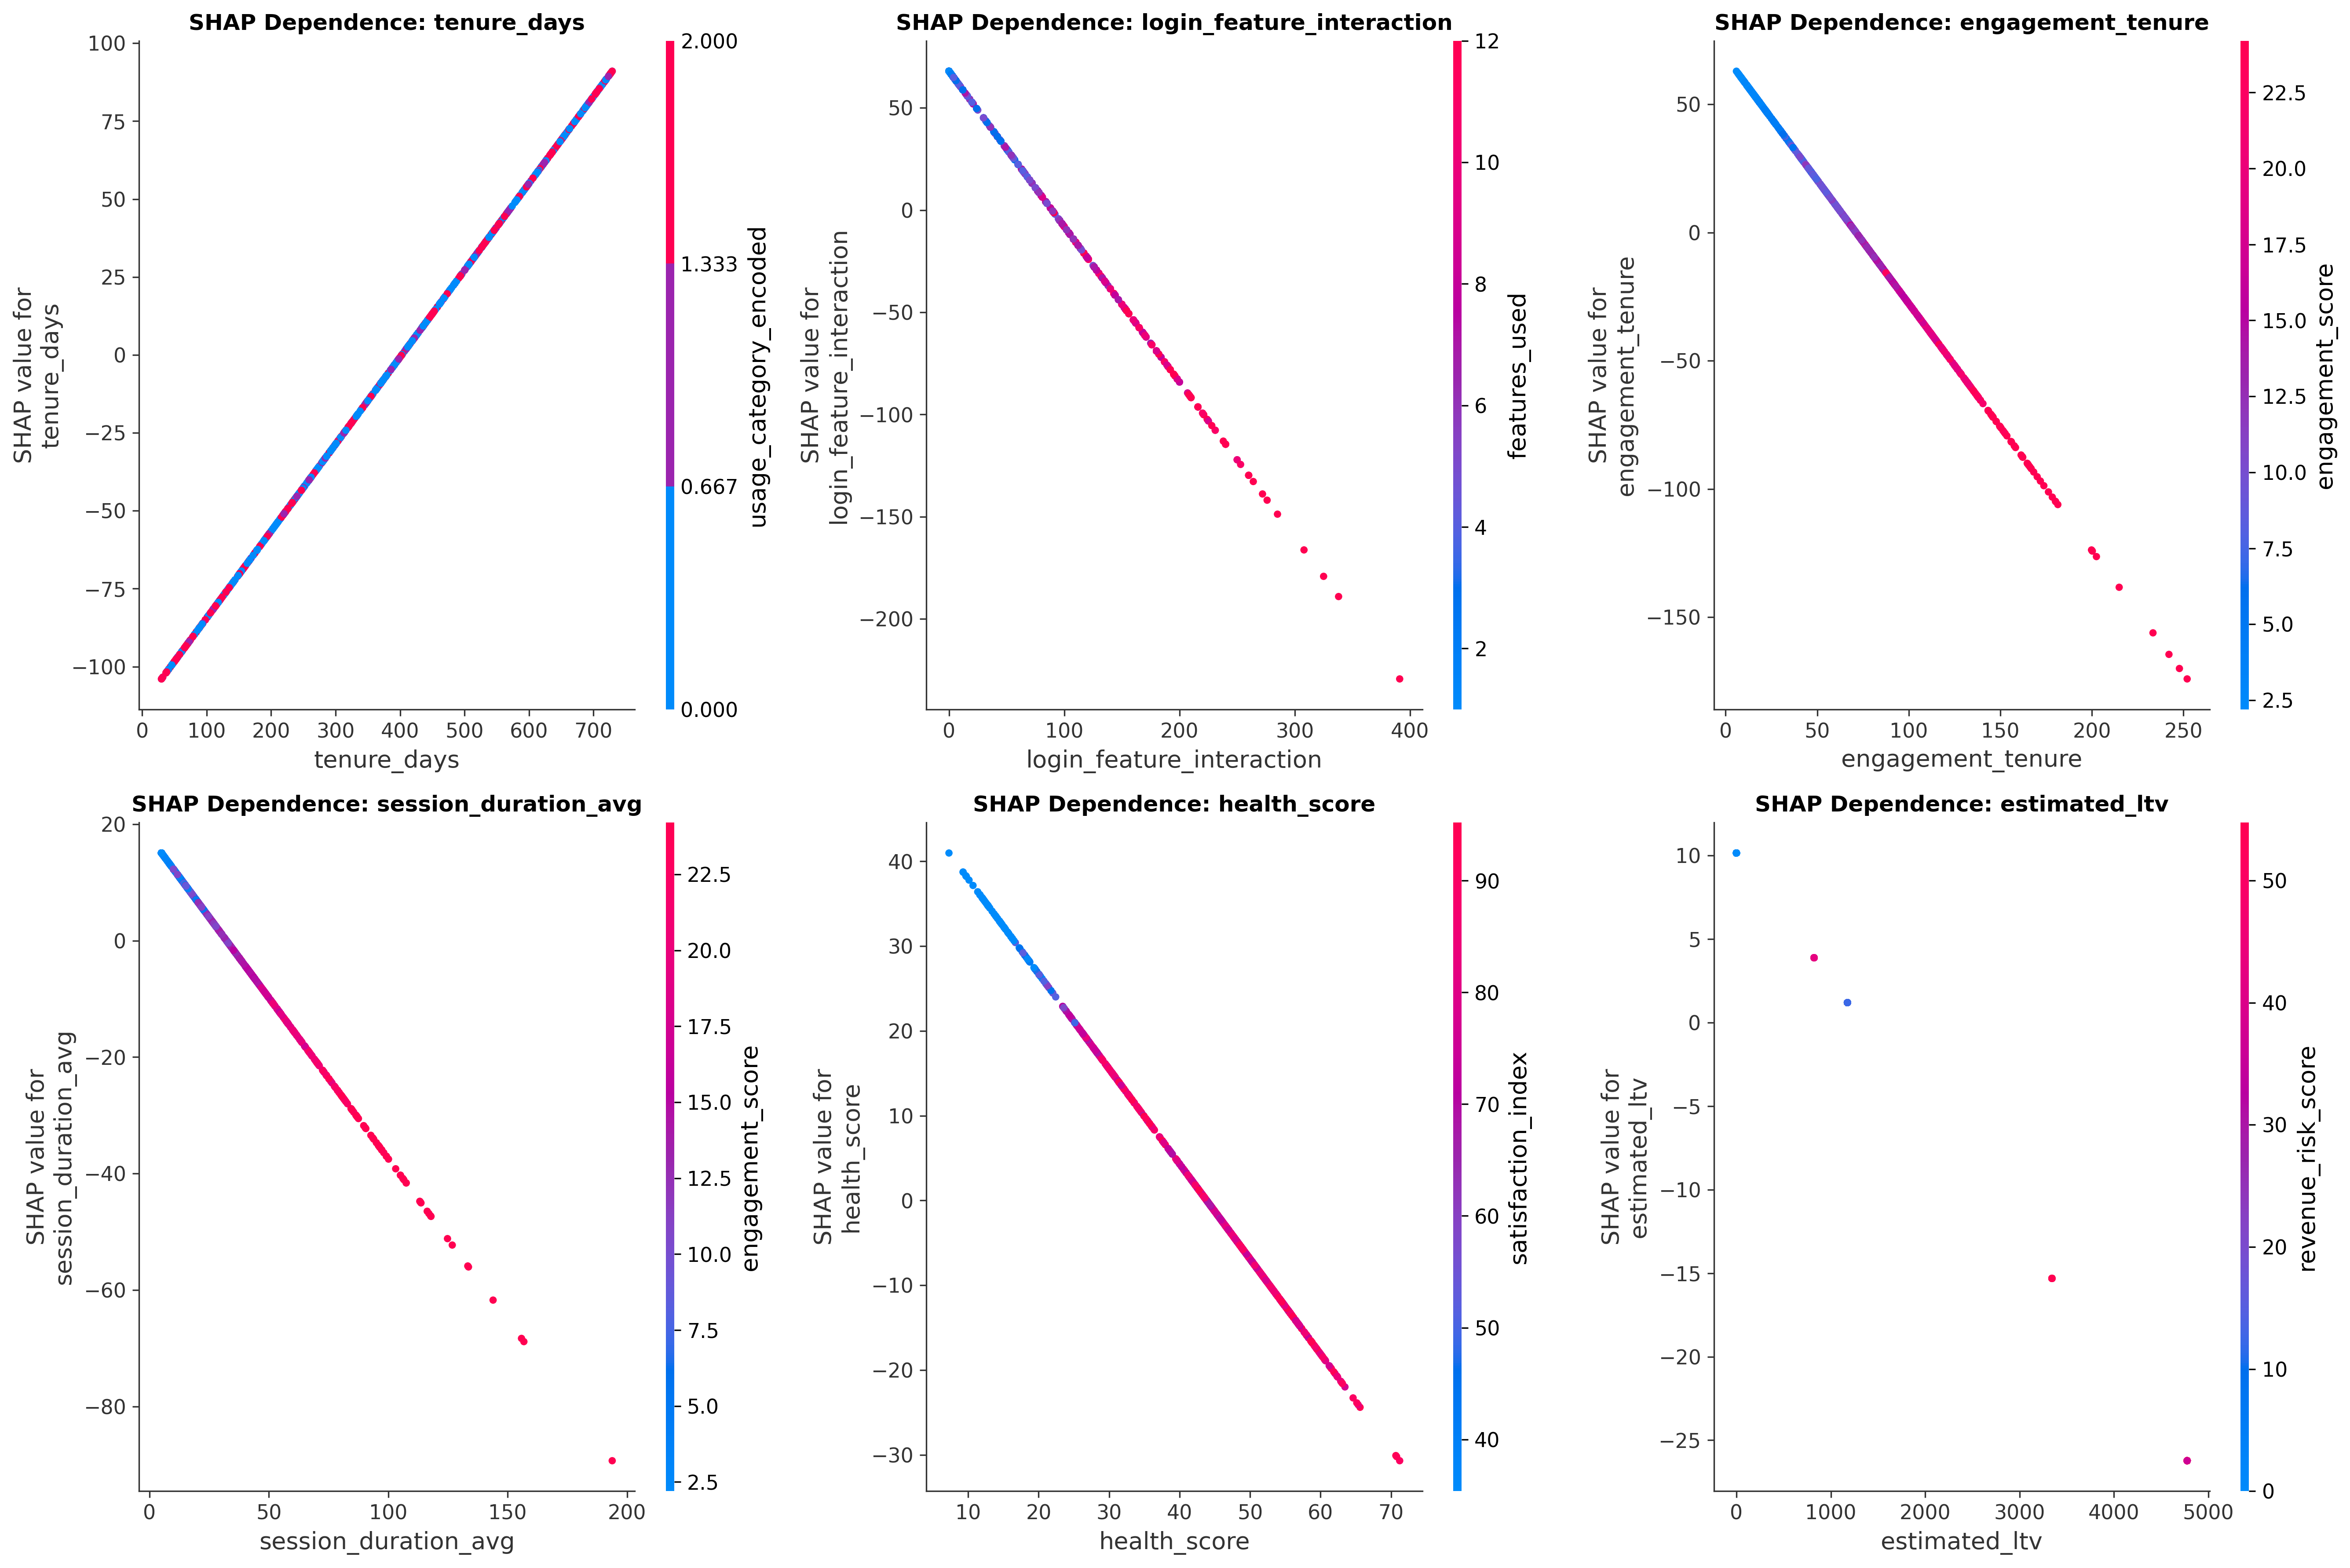 SHAP Dependence: tenure_days
100
75
50
25
0
−25
−50
−75
−100
SHAP value for
tenure_days
0 100 200 300 400 500 600 700
tenure_days
2.000
1.333
0.667
0.000
usage_category_encoded
SHAP Dependence: login_feature_interaction
50
0
−50
−100
−150
−200
SHAP value for
login_feature_interaction
0 100 200 300 400
login_feature_interaction
12
10
8
6
4
2
features_used
SHAP Dependence: engagement_tenure
50
0
−50
−100
−150
SHAP value for
engagement_tenure
0 50 100 150 200 250
engagement_tenure
22.5
20.0
17.5
15.0
12.5
10.0
7.5
5.0
2.5
engagement_score
SHAP Dependence: session_duration_avg
20
0
−20
−40
−60
−80
SHAP value for
session_duration_avg
0 50 100 150 200
session_duration_avg
22.5
20.0
17.5
15.0
12.5
10.0
7.5
5.0
2.5
engagement_score
SHAP Dependence: health_score
40
30
20
10
0
−10
−20
−30
SHAP value for
health_score
10 20 30 40 50 60 70
health_score
90
80
70
60
50
40
satisfaction_index
SHAP Dependence: estimated_ltv
10
5
0
−5
−10
−15
−20
−25
SHAP value for
estimated_ltv
0 1000 2000 3000 4000 5000
estimated_ltv
50
40
30
20
10
0
revenue_risk_score